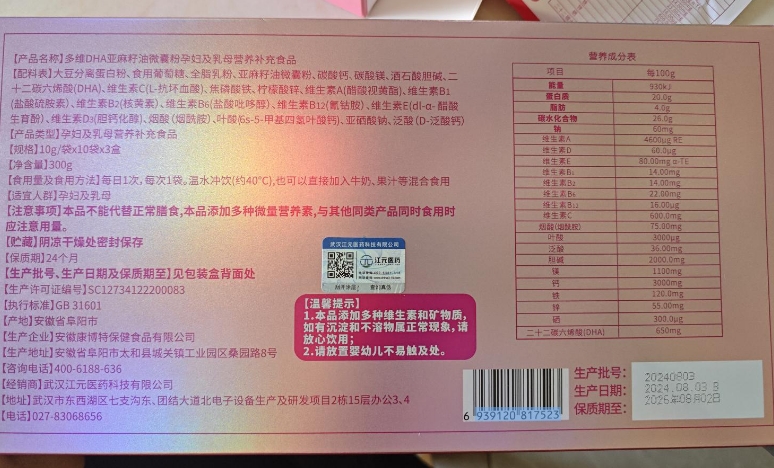 【产品名称】多维DHA亚麻籽油微囊粉孕妇及乳母营养补充食品
【配料表】大豆分离蛋白粉、食用葡萄糖、全脂乳粉、亚麻籽油微囊粉、碳酸钙、碳酸镁、酒石酸胆碱、二
十二碳六烯酸(DHA)、维生素C(L-抗坏血酸)、焦磷酸铁、柠檬酸锌、维生素A(醋酸视黄酯)、维生素B1
(盐酸硫胺素)、维生素B2(核黄素)、维生素B6(盐酸吡哆醇)、维生素B12(氰钴胺)、维生素E(dl-α-醋酸
生育酚)、维生素D3(胆钙化醇)、烟酸(烟酰胺)、叶酸(6s-5-甲基四氢叶酸钙)、亚硒酸钠、泛酸(D-泛酸钙)
【产品类型】孕妇及乳母营养补充食品
【规格】10g/袋x10袋x3盒
【净含量】300g
【食用量及食用方法】每日1次,每次1袋。温水冲饮(约40℃),也可以直接加入牛奶、果汁等混合食用
【适宜人群】孕妇及乳母
【注意事项】本品不能代替正常膳食,本品添加多种微量营养素,与其他同类产品同时食用时
应注意用量。
【贮藏】阴凉干燥处密封保存
【保质期】24个月
【生产批号、生产日期及保质期至】见包装盒背面处
【生产许可证编号】SC12734122200083
【执行标准】GB 31601
【产地】安徽省阜阳市
【生产企业】安徽康博特保健食品有限公司
【生产地址】安徽省阜阳市太和县城关镇工业园区桑园路8号
【咨询电话】400-6188-636
【经销商】武汉江元医药科技有限公司
【地址】武汉市东西湖区七支沟东、团结大道北电子设备生产及研发项目2栋15层办公3、4
【电话】027-83068656
武汉江元医药科技有限公司
江元医药
【温馨提示】
1.本品添加多种维生素和矿物质,
如有沉淀和不溶物属正常现象,请
放心饮用;
2.请放置婴幼儿不易触及处。
营养成分表
项目 每100g
能量 930kJ
蛋白质 20.0g
脂肪 4.0g
碳水化合物 26.0g
钠 60mg
维生素A 4600μg RE
维生素D 60.0μg
维生素E 80.00mg α-TE
维生素B1 14.00mg
维生素B2 14.00mg
维生素B6 22.00mg
维生素B12 16.00μg
维生素C 600.0mg
烟酸(烟酰胺) 75.00mg
叶酸 3000μg
泛酸 36.00mg
胆碱 2000.0mg
镁 1100mg
钙 3000mg
铁 120.0mg
锌 55.00mg
硒 300.0μg
二十二碳六烯酸(DHA) 650mg
6 939120 817523
生产批号: 20240803
生产日期: 2024.08.03 B
保质期至: 2026年08月02日